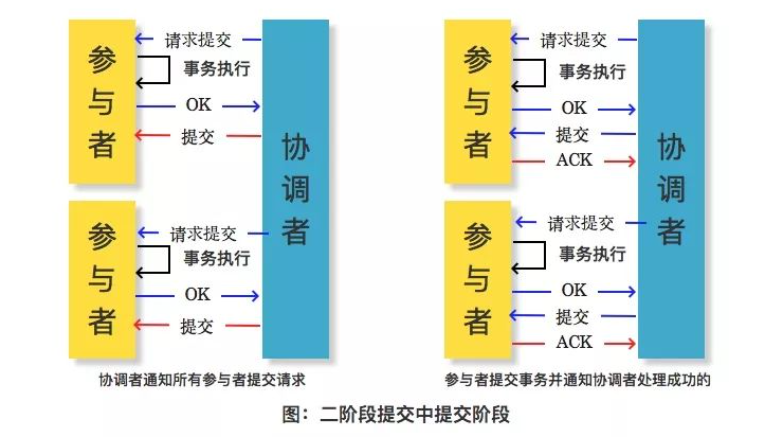 参与者
请求提交
事务执行
OK
提交
参与者
请求提交
事务执行
OK
提交
协调者
协调者通知所有参与者提交请求
参与者
请求提交
事务执行
OK
提交
ACK
参与者
请求提交
事务执行
OK
提交
ACK
协调者
参与者提交事务并通知协调者处理成功的
图：二阶段提交中提交阶段